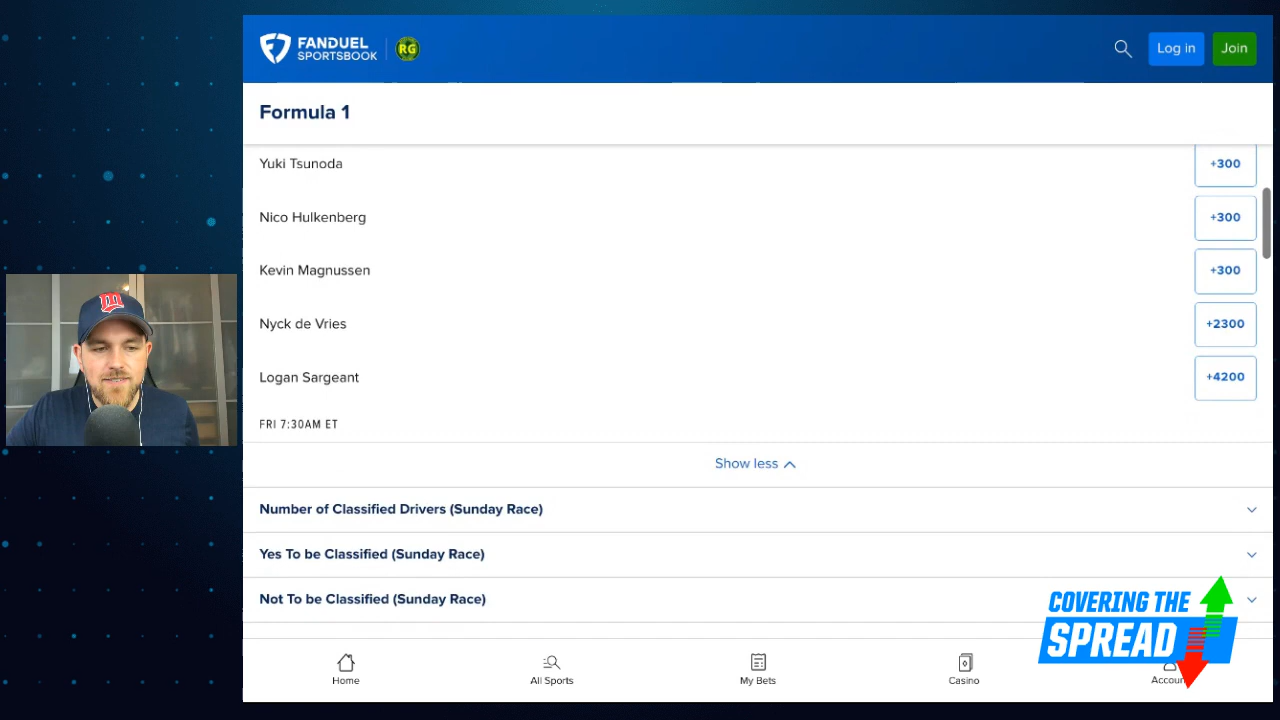 FANDUEL
SPORTSBOOK
RG
Log in
Join
Formula 1
Yuki Tsunoda
+300
Nico Hulkenberg
+300
Kevin Magnussen
+300
Nyck de Vries
+2300
Logan Sargeant
+4200
FRI 7:30AM ET
Show less
Number of Classified Drivers (Sunday Race)
Yes To be Classified (Sunday Race)
Not To be Classified (Sunday Race)
COVERING THE
SPREAD
Home
All Sports
My Bets
Casino
Accoun